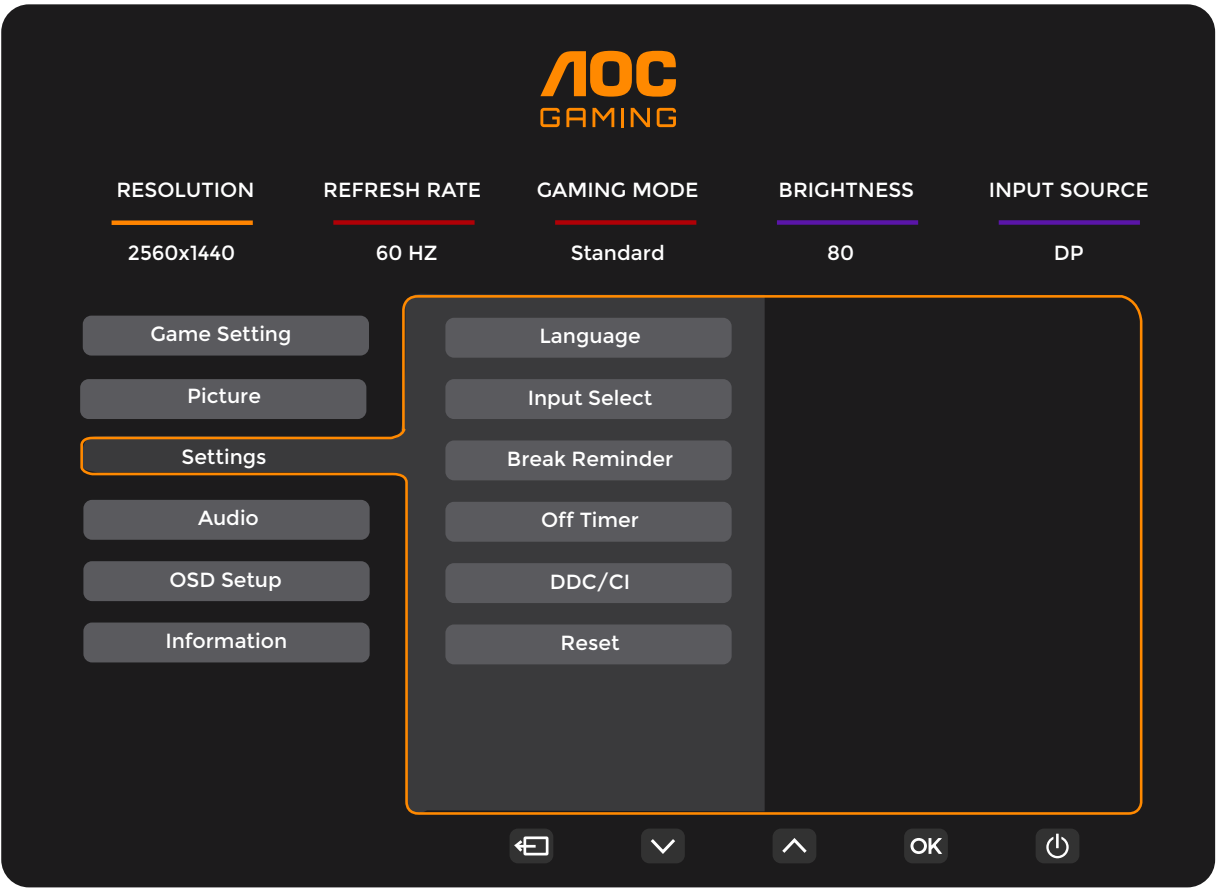 AOC
GAMING
RESOLUTION REFRESH RATE GAMING MODE BRIGHTNESS INPUT SOURCE
2560x1440 60 HZ Standard 80 DP
Game Setting
Picture
Settings
Audio
OSD Setup
Information
Language
Input Select
Break Reminder
Off Timer
DDC/CI
Reset
OK